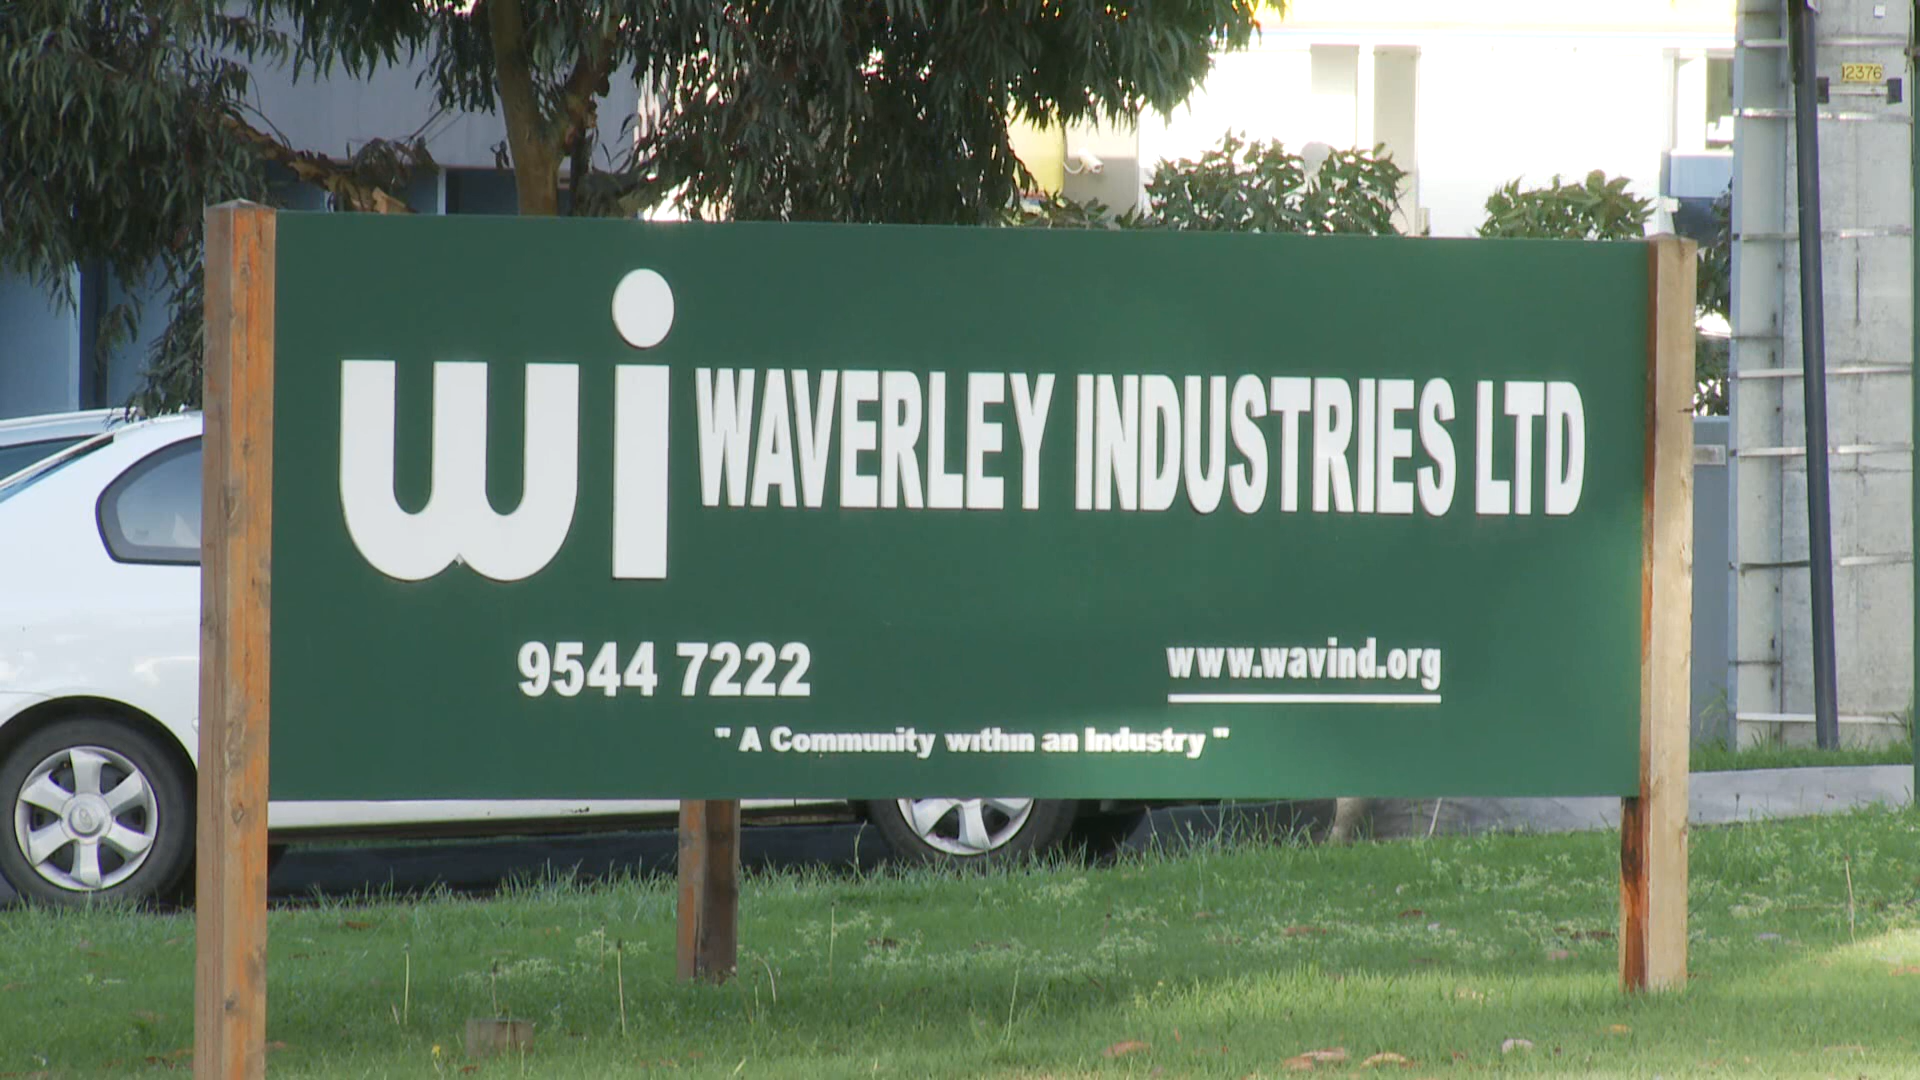 12376
wi WAVERLEY INDUSTRIES LTD
9544 7222 www.wavind.org
" A Community within an Industry "